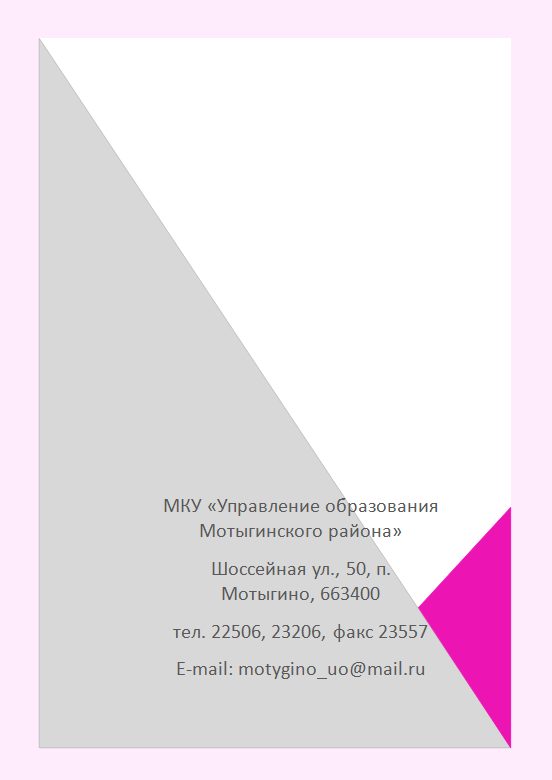 МКУ «Управление образования
Мотыгинского района»
Шоссейная ул., 50, п.
Мотыгино, 663400
тел. 22506, 23206, факс 23557
E-mail: motygino_uo@mail.ru